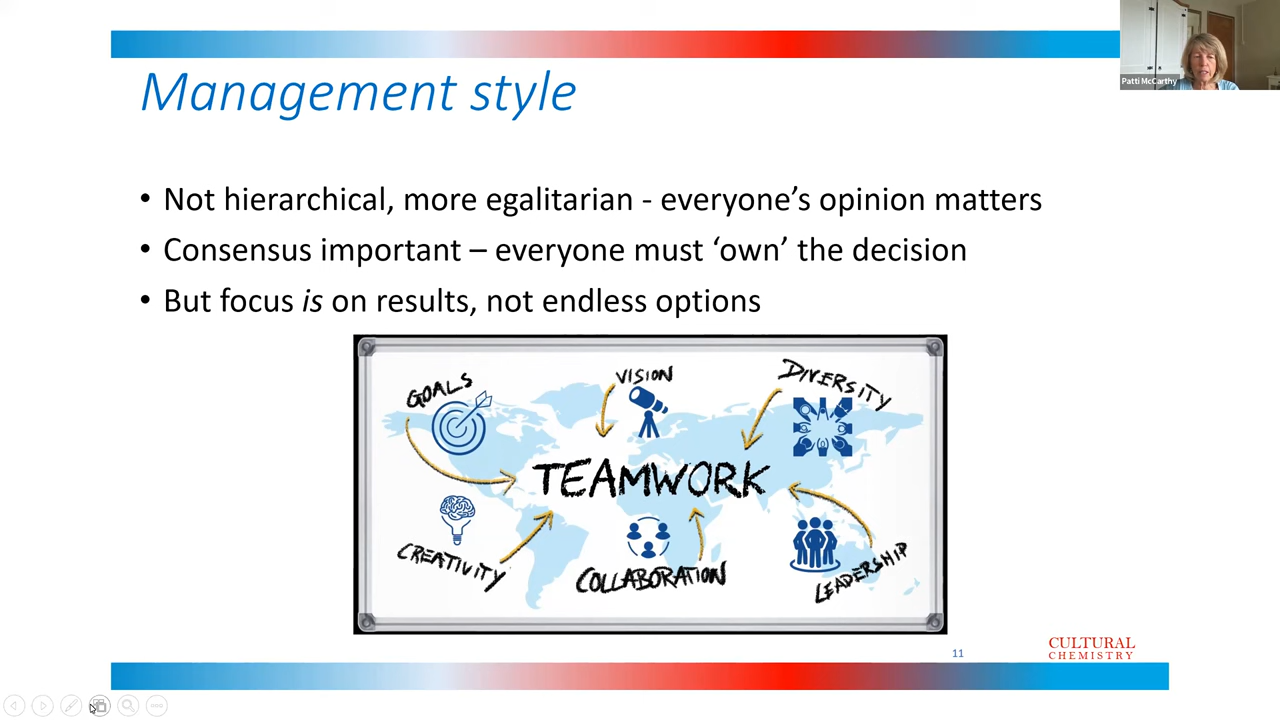 Patti McCarthy
Management style
• Not hierarchical, more egalitarian - everyone’s opinion matters
• Consensus important – everyone must ‘own’ the decision
• But focus is on results, not endless options
GOALS
VISION
DIVERSITY
TEAMWORK
CREATIVITY
COLLABORATION
LEADERSHIP
11
CULTURAL
CHEMISTRY